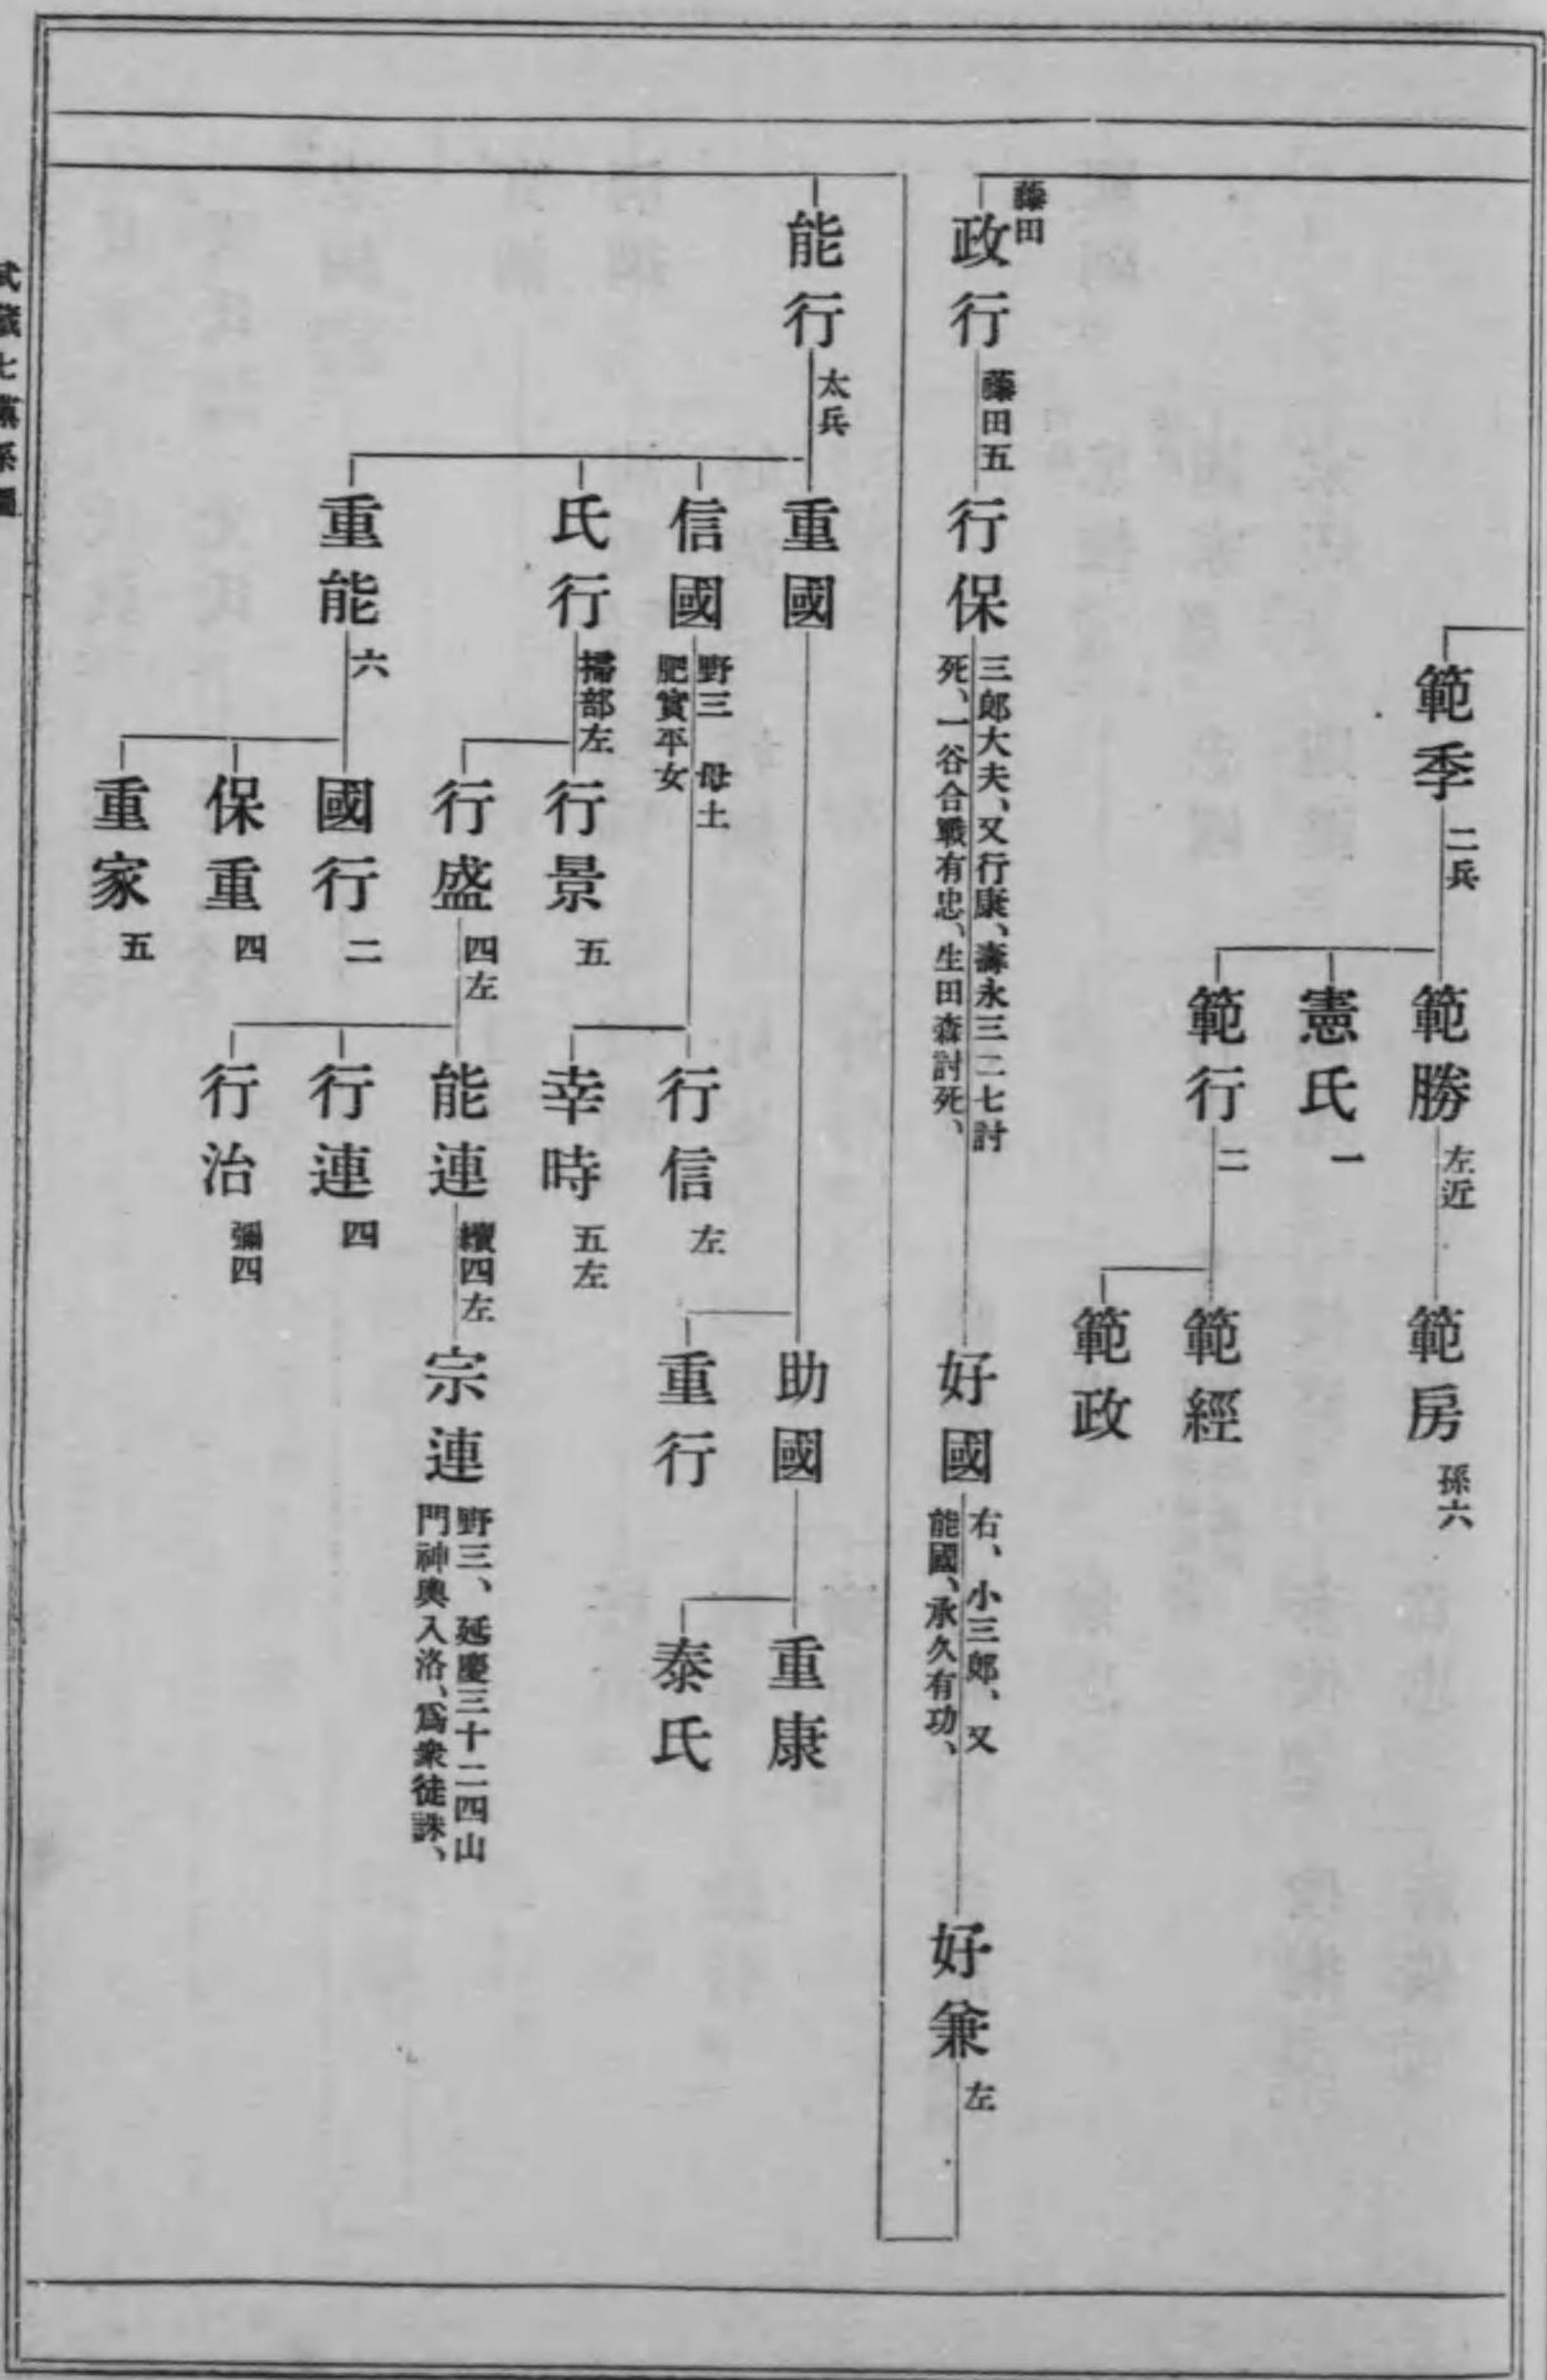 範季 二兵
範勝 左近
範房 孫六
憲氏 一
範行 二
範經
範政
藤田
政行 藤田五
行保 三郎大夫、又行康、壽永三二七討
死、一谷合戰有忠、生田森討死、
好國 右、小三郎、又
能國、承久有功、
好兼 左
能行 太兵
重國
助國
重康
泰氏
重行
信國 野三 母土
肥實平女
行信 左
幸時 五左
氏行 掃部左
行景 五
行盛 四左
能連 續四左
宗連 野三、延慶三十二四山
門神輿入洛、爲衆徒誅、
行連 四
行治 彌四
重能 六
國行 二
保重 四
重家 五
武藏七黨系圖